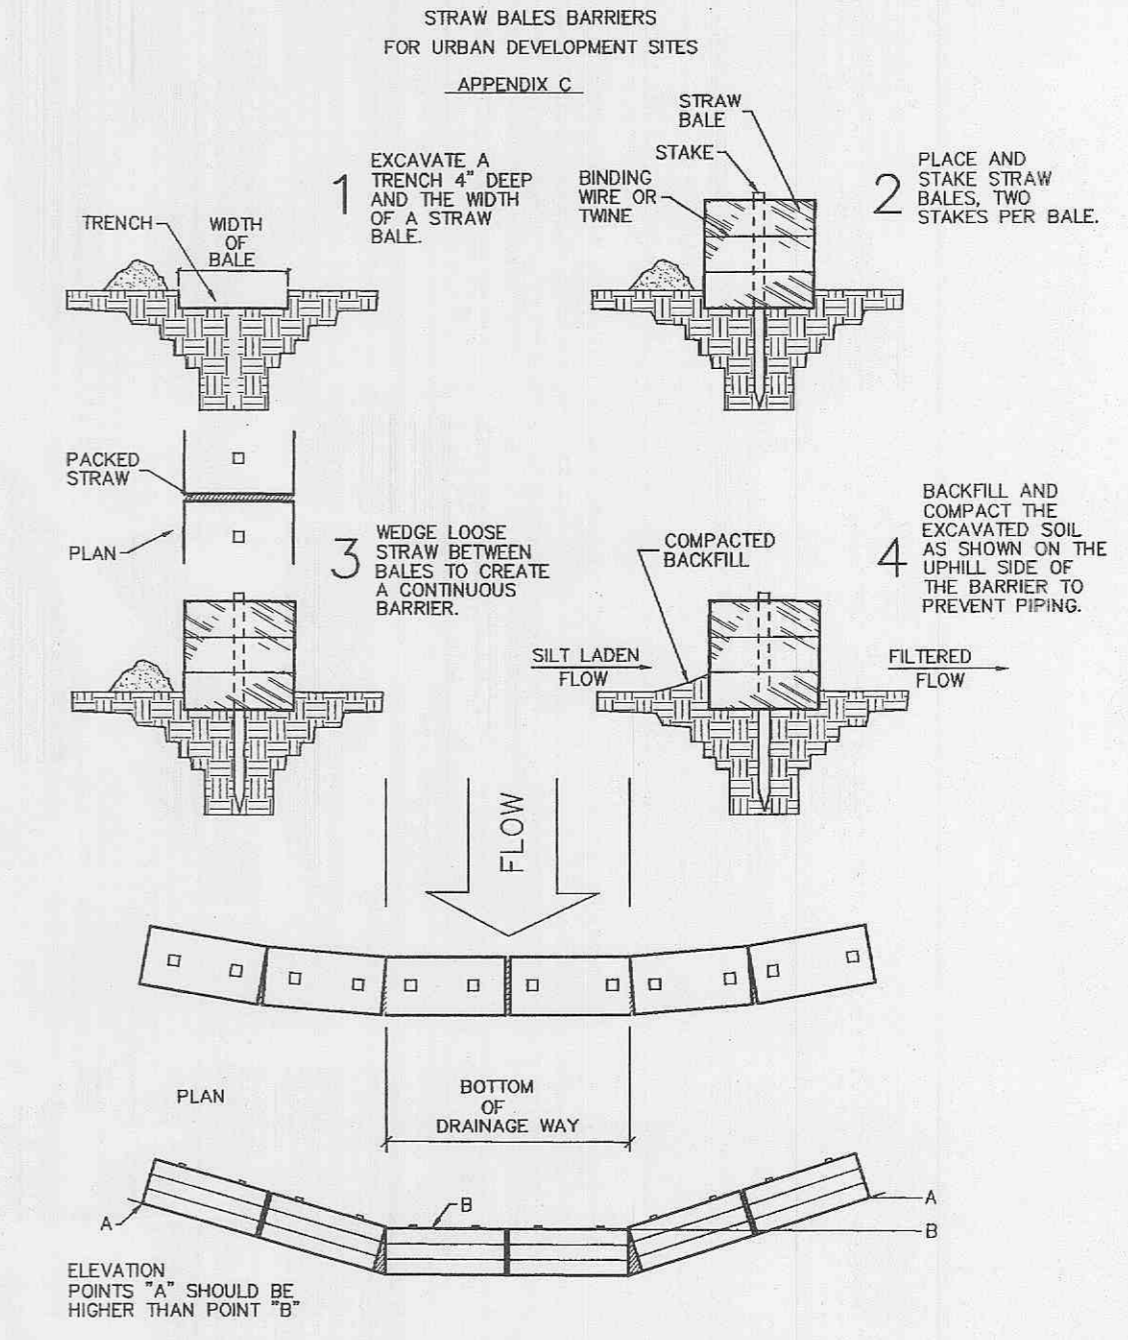 STRAW BALES BARRIERS
FOR URBAN DEVELOPMENT SITES
APPENDIX C
1
EXCAVATE A
TRENCH 4" DEEP
AND THE WIDTH
OF A STRAW
BALE.
TRENCH
WIDTH
OF
BALE
STRAW
BALE
STAKE
BINDING
WIRE OR
TWINE
2
PLACE AND
STAKE STRAW
BALES, TWO
STAKES PER BALE.
PACKED
STRAW
PLAN
3
WEDGE LOOSE
STRAW BETWEEN
BALES TO CREATE
A CONTINUOUS
BARRIER.
COMPACTED
BACKFILL
4
BACKFILL AND
COMPACT THE
EXCAVATED SOIL
AS SHOWN ON THE
UPHILL SIDE OF
THE BARRIER TO
PREVENT PIPING.
SILT LADEN
FLOW
FILTERED
FLOW
FLOW
PLAN
BOTTOM
OF
DRAINAGE WAY
A
B
A
B
ELEVATION
POINTS "A" SHOULD BE
HIGHER THAN POINT "B"